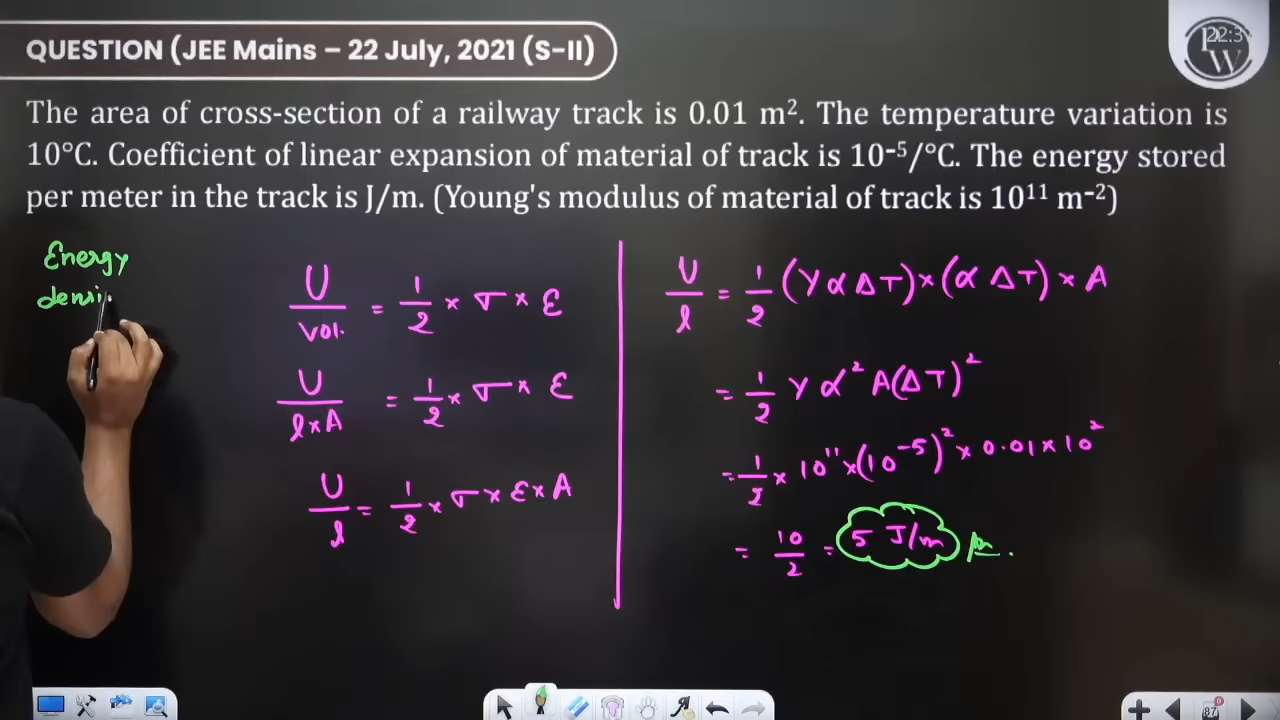 QUESTION (JEE Mains – 22 July, 2021 (S-II)
The area of cross-section of a railway track is 0.01 m². The temperature variation is
10°C. Coefficient of linear expansion of material of track is 10⁻⁵/°C. The energy stored
per meter in the track is J/m. (Young's modulus of material of track is 10¹¹ m⁻²)
Energy
densi
U/Vol. = 1/2 × σ × ε
U/l×A = 1/2 × σ × ε
U/l = 1/2 × σ × ε × A
U/l = 1/2 (Y α ΔT) × (α ΔT) × A
= 1/2 Y α² A(ΔT)²
= 1/2 × 10¹¹ × (10⁻⁵)² × 0.01 × 10²
= 10/2 = 5 J/m
PW
87